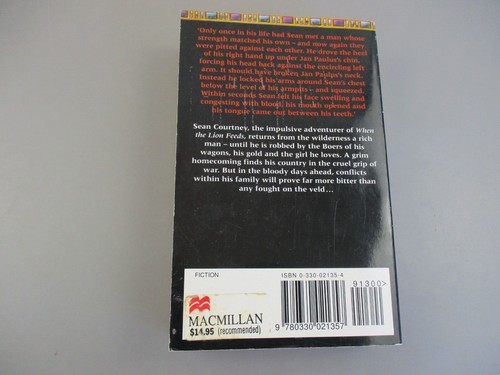 'Only once in his life had Sean met a man whose
strength matched his own – and now again they
were pitted against each other. He drove the heel
of his right hand up under Jan Paulus's chin,
forcing his head back against the encircling left
arm. It should have broken Jan Paulus's neck.
Instead he locked his arms around Sean's chest
below the level of his armpits – and squeezed.
Within seconds Sean felt his face swelling and
congesting with blood, his mouth opened and
his tongue came out between his teeth.'
Sean Courtney, the impulsive adventurer of When
the Lion Feeds, returns from the wilderness a rich
man – until he is robbed by the Boers of his
wagons, his gold and the girl he loves. A grim
homecoming finds his country in the cruel grip of
war. But in the bloody days ahead, conflicts
within his family will prove far more bitter than
any fought on the veld...
FICTION
ISBN 0-330-02135-4
91300>
MACMILLAN
$14.95 (recommended)
9 780330 021357